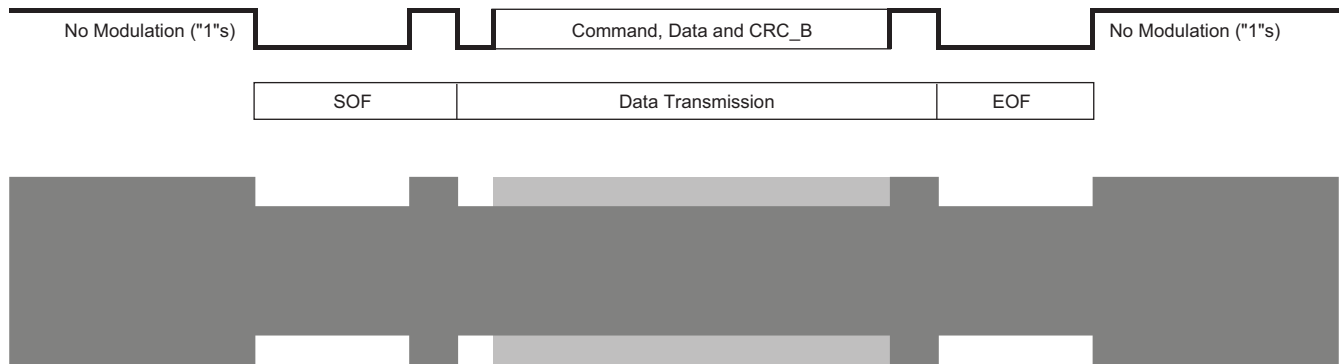 No Modulation ("1"s)
Command, Data and CRC_B
No Modulation ("1"s)
SOF
Data Transmission
EOF